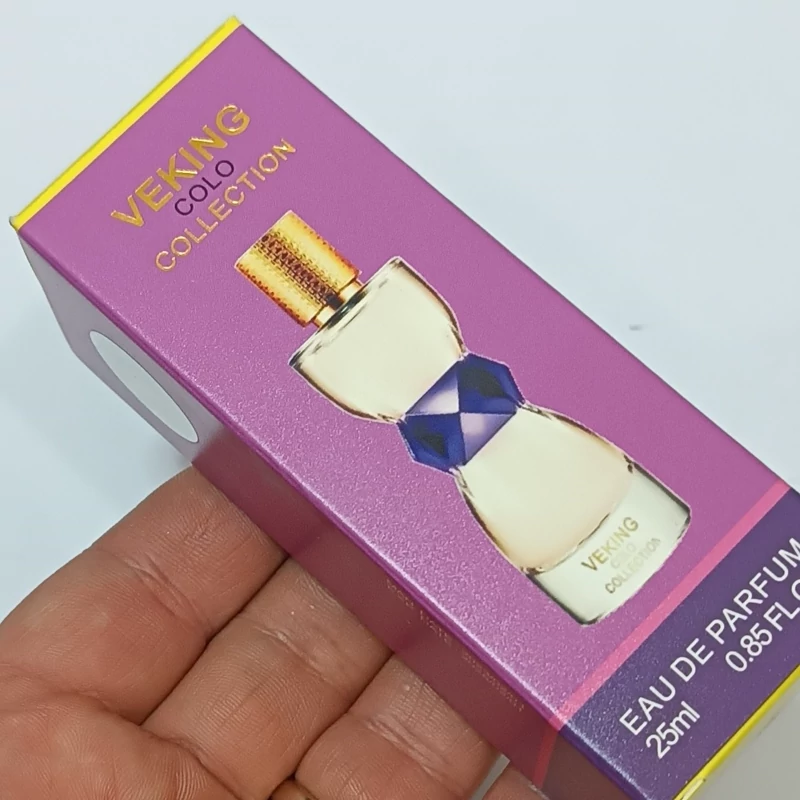 VEKING
COLO
COLLECTION
VEKING
COLO
COLLECTION
EAU DE PARFUM
25ml
0.85 FL.O